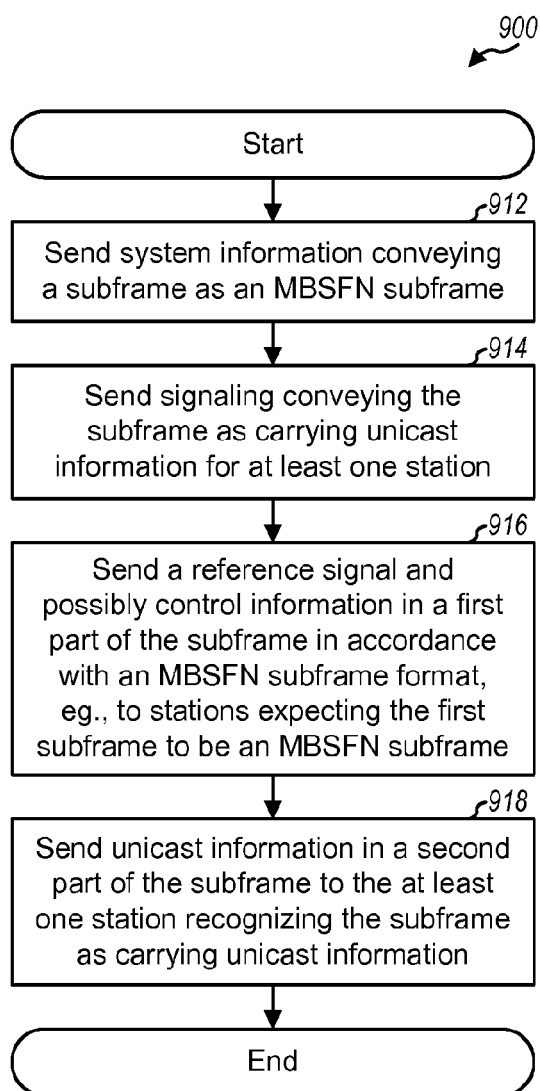 900
Start
912
Send system information conveying
a subframe as an MBSFN subframe
914
Send signaling conveying the
subframe as carrying unicast
information for at least one station
916
Send a reference signal and
possibly control information in a first
part of the subframe in accordance
with an MBSFN subframe format,
eg., to stations expecting the first
subframe to be an MBSFN subframe
918
Send unicast information in a second
part of the subframe to the at least
one station recognizing the subframe
as carrying unicast information
End